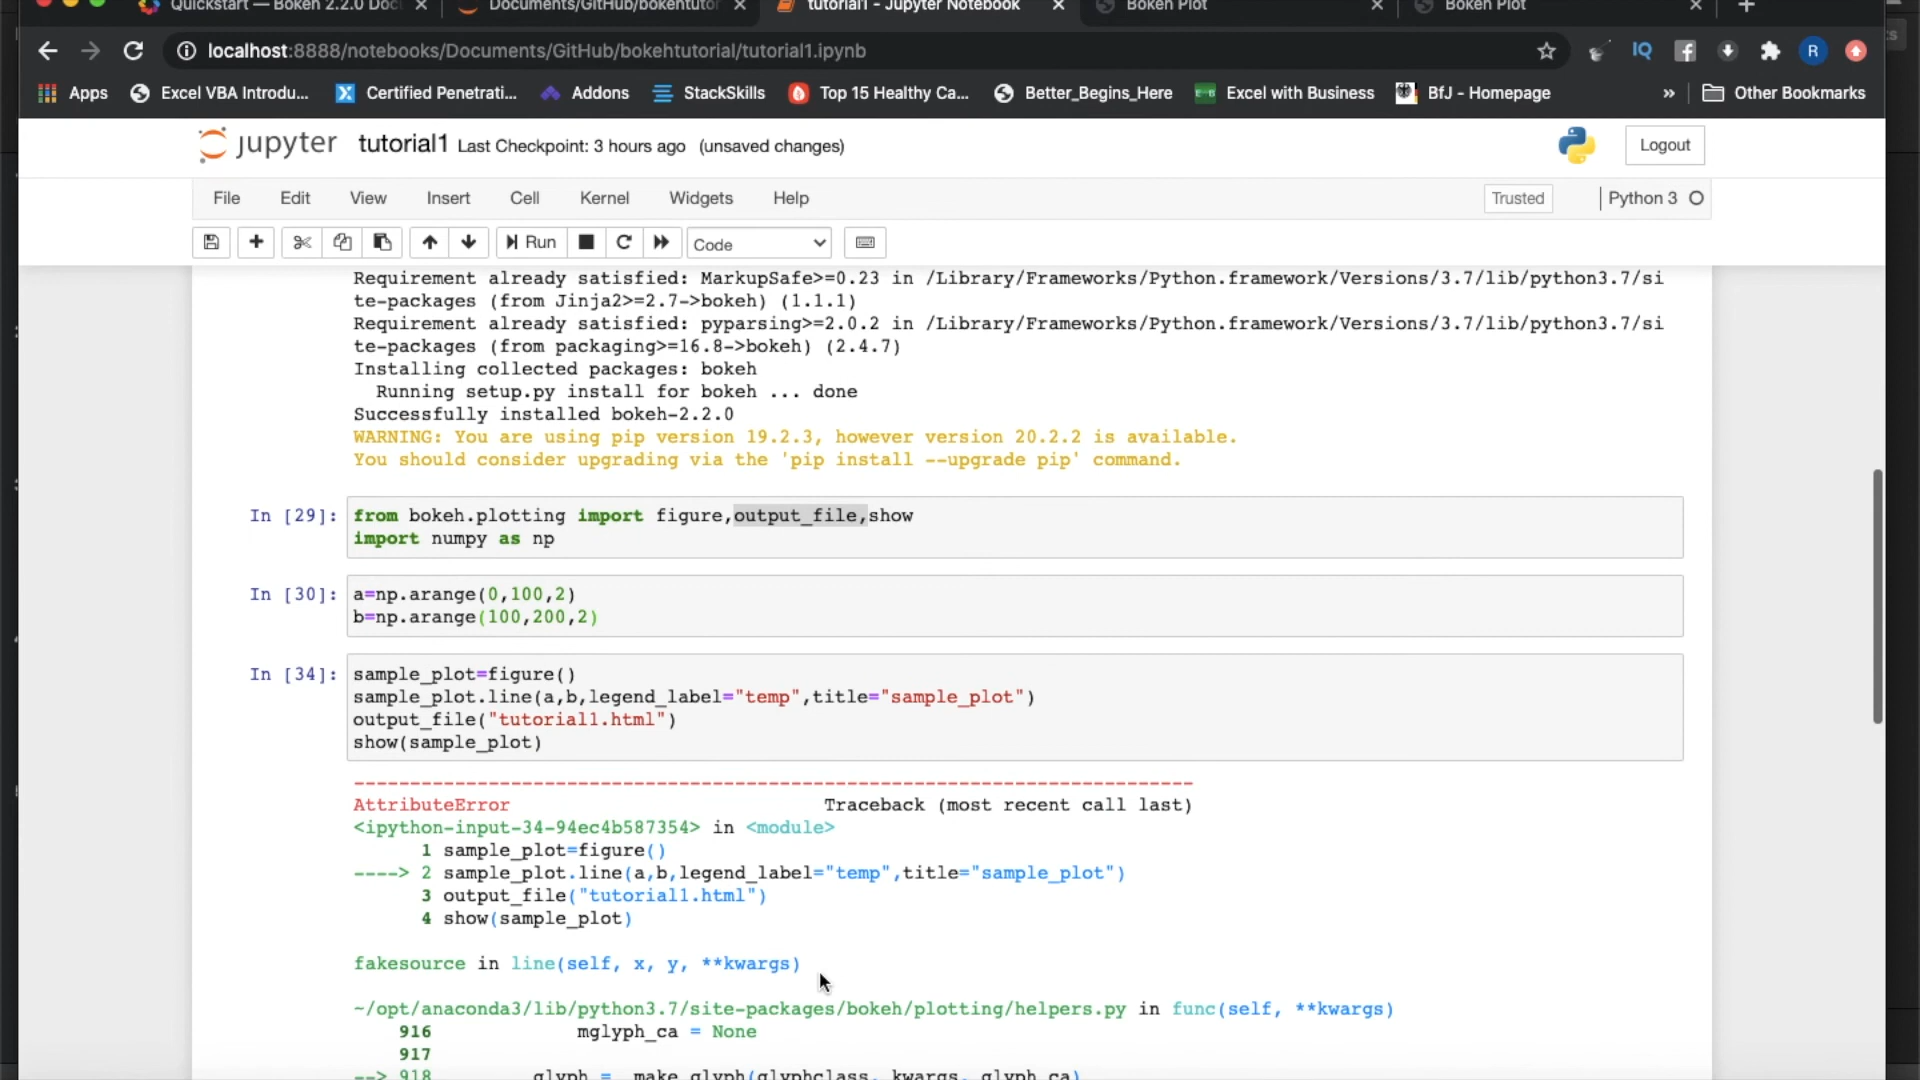 Quickstart — Bokeh 2.2.0 Doc
Documents/GitHub/bokehtutor
tutorial1 - Jupyter Notebook
Bokeh Plot
Bokeh Plot
localhost:8888/notebooks/Documents/GitHub/bokehtutorial/tutorial1.ipynb
IQ
R
Apps
Excel VBA Introdu...
Certified Penetrati...
Addons
StackSkills
Top 15 Healthy Ca...
Better_Begins_Here
Excel with Business
BfJ - Homepage
»
Other Bookmarks
jupyter
tutorial1 Last Checkpoint: 3 hours ago (unsaved changes)
Logout
File Edit View Insert Cell Kernel Widgets Help
Trusted
Python 3
Run
Code
Requirement already satisfied: MarkupSafe>=0.23 in /Library/Frameworks/Python.framework/Versions/3.7/lib/python3.7/si
te-packages (from Jinja2>=2.7->bokeh) (1.1.1)
Requirement already satisfied: pyparsing>=2.0.2 in /Library/Frameworks/Python.framework/Versions/3.7/lib/python3.7/si
te-packages (from packaging>=16.8->bokeh) (2.4.7)
Installing collected packages: bokeh
Running setup.py install for bokeh ... done
Successfully installed bokeh-2.2.0
WARNING: You are using pip version 19.2.3, however version 20.2.2 is available.
You should consider upgrading via the 'pip install --upgrade pip' command.
In [29]: from bokeh.plotting import figure,output_file,show
import numpy as np
In [30]: a=np.arange(0,100,2)
b=np.arange(100,200,2)
In [34]: sample_plot=figure()
sample_plot.line(a,b,legend_label="temp",title="sample_plot")
output_file("tutorial1.html")
show(sample_plot)
---------------------------------------------------------------------------
AttributeError Traceback (most recent call last)
<ipython-input-34-94ec4b587354> in <module>
1 sample_plot=figure()
----> 2 sample_plot.line(a,b,legend_label="temp",title="sample_plot")
3 output_file("tutorial1.html")
4 show(sample_plot)
fakesource in line(self, x, y, **kwargs)
~/opt/anaconda3/lib/python3.7/site-packages/bokeh/plotting/helpers.py in func(self, **kwargs)
916 mglyph_ca = None
917
--> 918 glyph = _make_glyph(glyphclass, kwargs, glyph_ca)